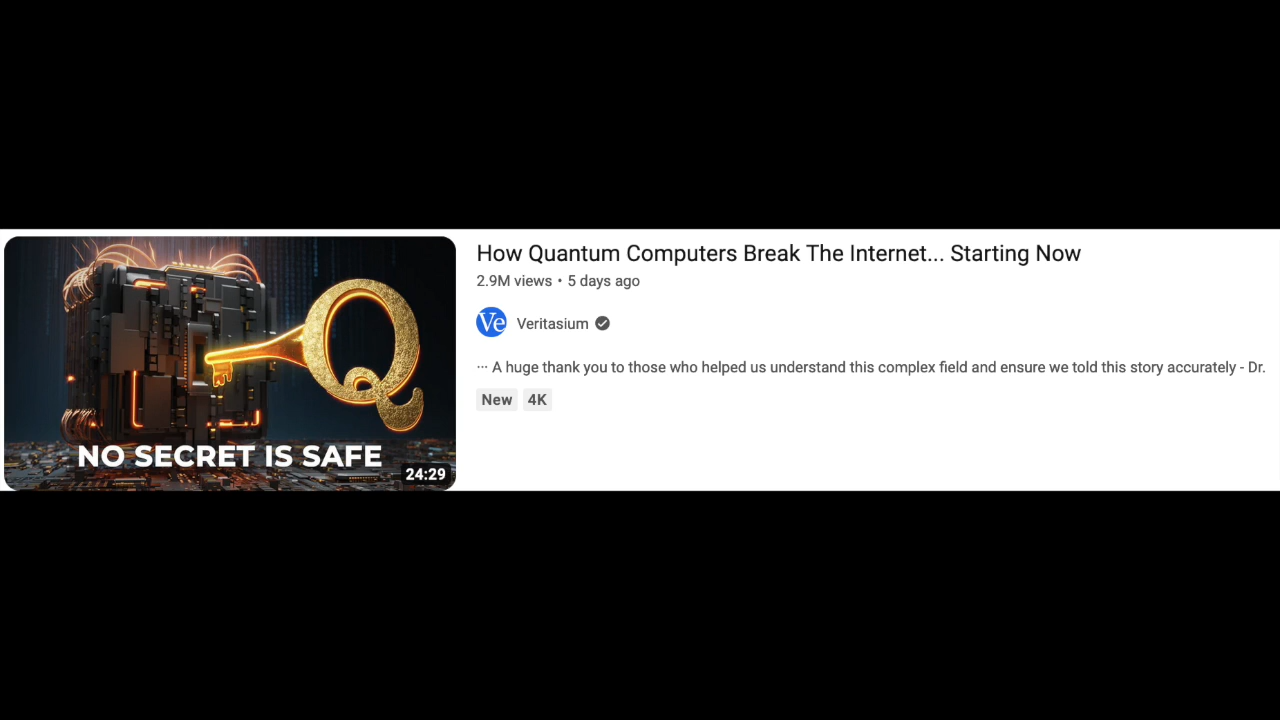 NO SECRET IS SAFE
24:29
How Quantum Computers Break The Internet... Starting Now
2.9M views • 5 days ago
Ve Veritasium
··· A huge thank you to those who helped us understand this complex field and ensure we told this story accurately - Dr.
New 4K